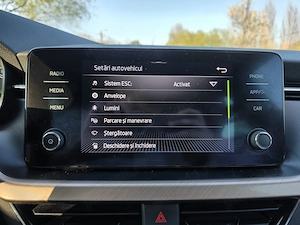 Setări autovehicul
RADIO
MEDIA
MENU
Sistem ESC: Activat
Anvelope
Lumini
Parcare și manevrare
Ștergătoare
Deschidere și închidere
PHONE
APPS
CAR